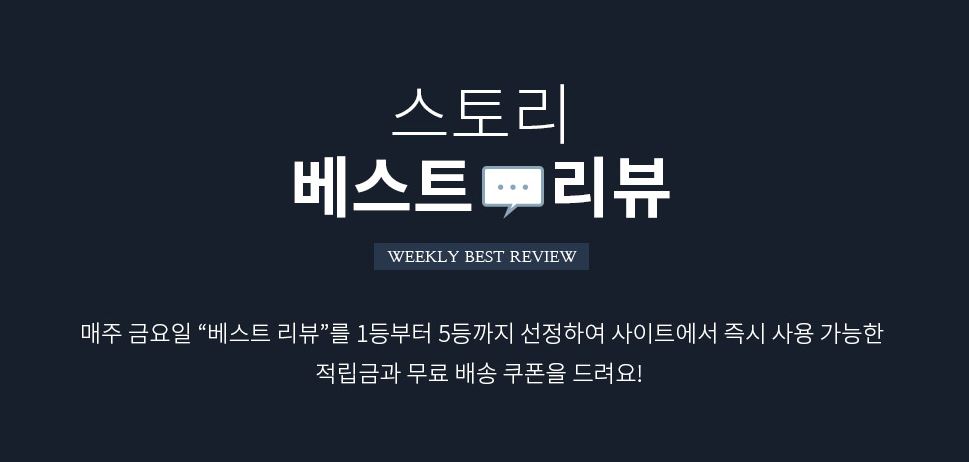 스토리
베스트 리뷰
WEEKLY BEST REVIEW
매주 금요일 “베스트 리뷰”를 1등부터 5등까지 선정하여 사이트에서 즉시 사용 가능한
적립금과 무료 배송 쿠폰을 드려요!